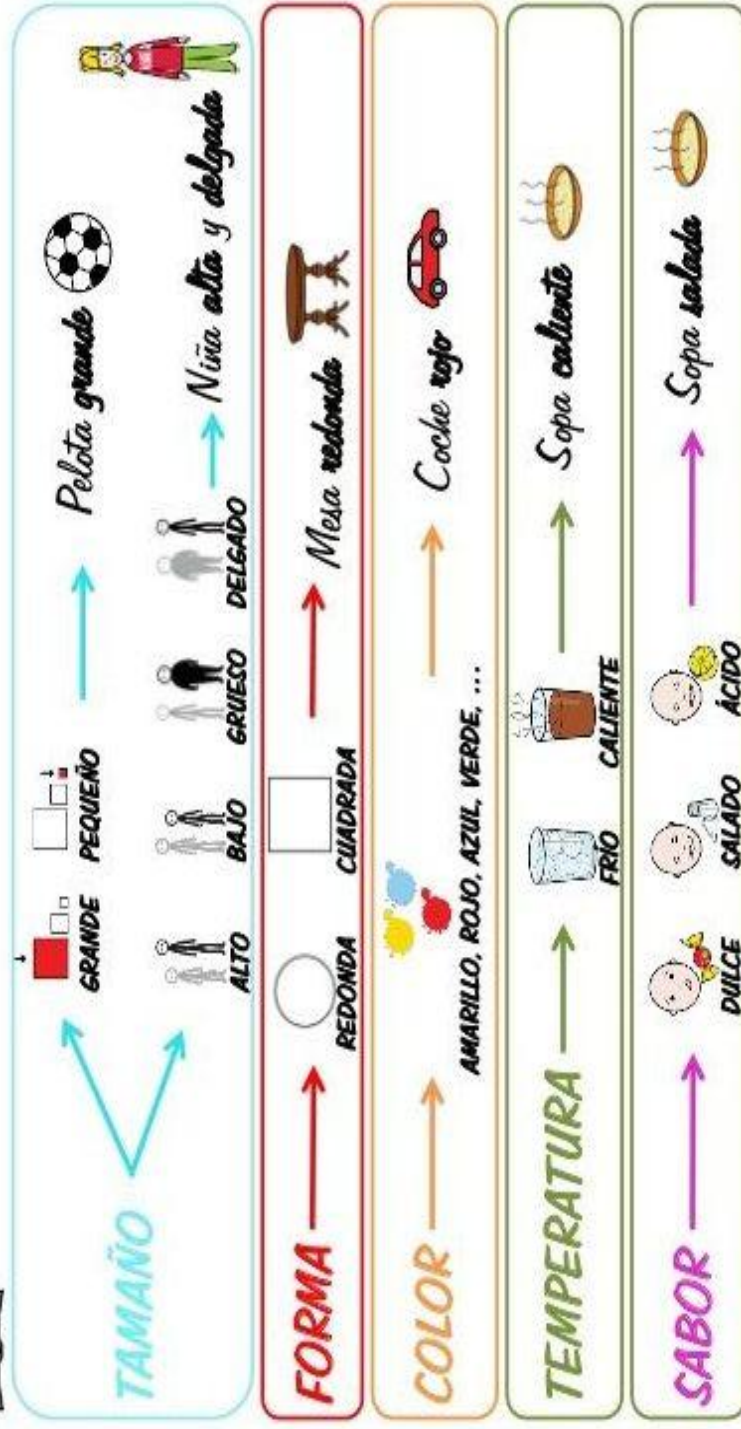 TAMAÑO
GRANDE PEQUEÑO
Pelota grande
ALTO BAJO GRUESO DELGADO
Niña alta y delgada
FORMA
REDONDA CUADRADA
Mesa redonda
COLOR
AMARILLO, ROJO, AZUL, VERDE, ...
Coche rojo
TEMPERATURA
FRÍO CALIENTE
Sopa caliente
SABOR
DULCE SALADO ÁCIDO
Sopa salada